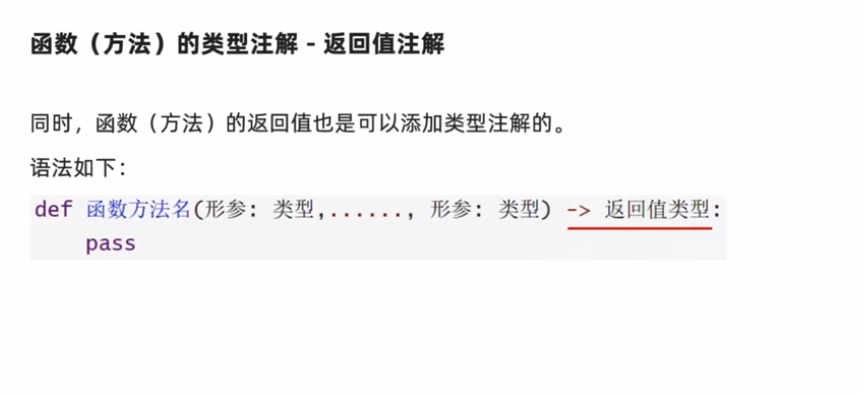 函数（方法）的类型注解 - 返回值注解
同时，函数（方法）的返回值也是可以添加类型注解的。
语法如下：
def 函数方法名(形参: 类型,......, 形参: 类型) -> 返回值类型:
    pass